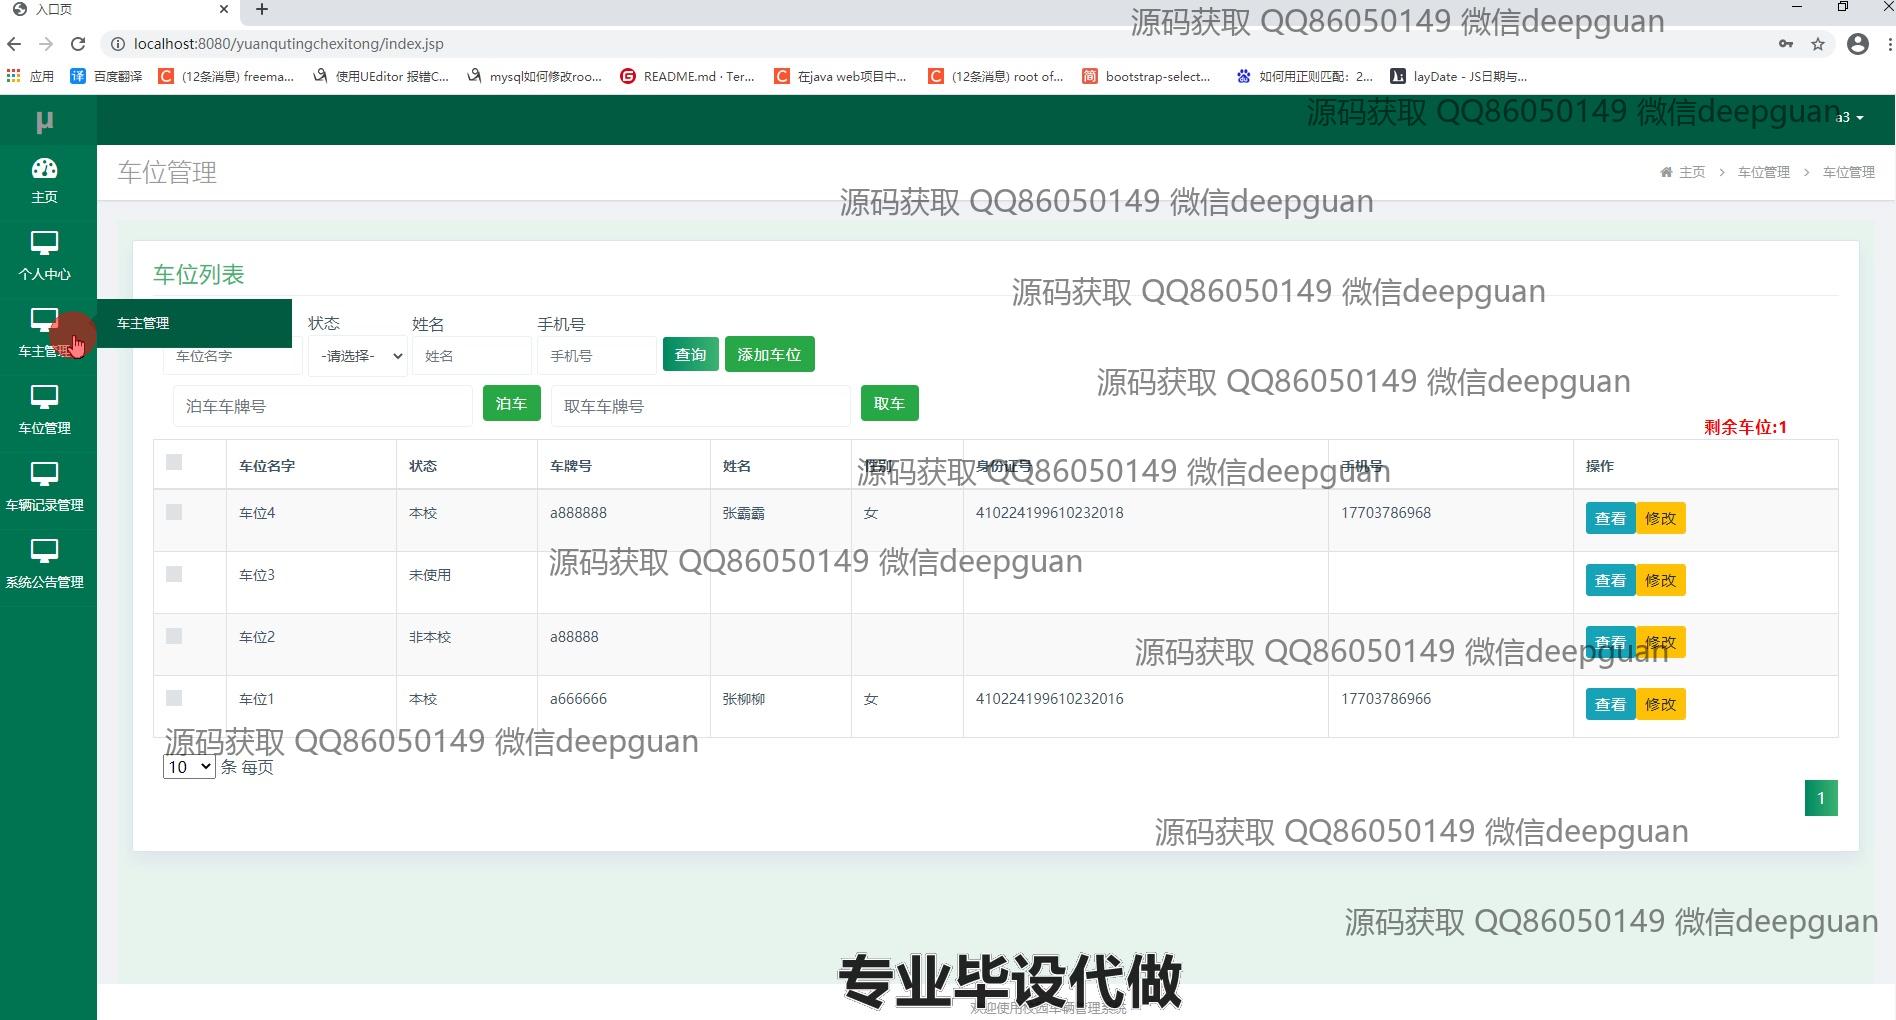 入口页
源码获取 QQ86050149 微信deepguan
localhost:8080/yuanqutingchexitong/index.jsp
应用 百度翻译 (12条消息) freema... 使用UEditor 报错C... mysql如何修改roo... README.md · Ter... 在java web项目中... (12条消息) root of... bootstrap-select... 如何用正则匹配：2... layDate - JS日期与...
µ
源码获取 QQ86050149 微信deepguan
a3
主页
车位管理
主页 > 车位管理 > 车位管理
源码获取 QQ86050149 微信deepguan
个人中心
车位列表
源码获取 QQ86050149 微信deepguan
车主管理
车主管理
状态 姓名 手机号
车位名字 -请选择- 姓名 手机号 查询 添加车位
源码获取 QQ86050149 微信deepguan
泊车车牌号 泊车 取车车牌号 取车
车位管理
剩余车位:1
车位名字 状态 车牌号 姓名 性别 身份证号 手机号 操作
源码获取 QQ86050149 微信deepguan
车辆记录管理
车位4 本校 a888888 张霸霸 女 410224199610232018 17703786968 查看 修改
源码获取 QQ86050149 微信deepguan
车位3 未使用 查看 修改
系统公告管理
车位2 非本校 a88888 查看 修改
源码获取 QQ86050149 微信deepguan
车位1 本校 a666666 张柳柳 女 410224199610232016 17703786966 查看 修改
源码获取 QQ86050149 微信deepguan
10 条 每页
1
源码获取 QQ86050149 微信deepguan
源码获取 QQ86050149 微信deepguan
专业毕设代做
欢迎使用校园车辆管理系统